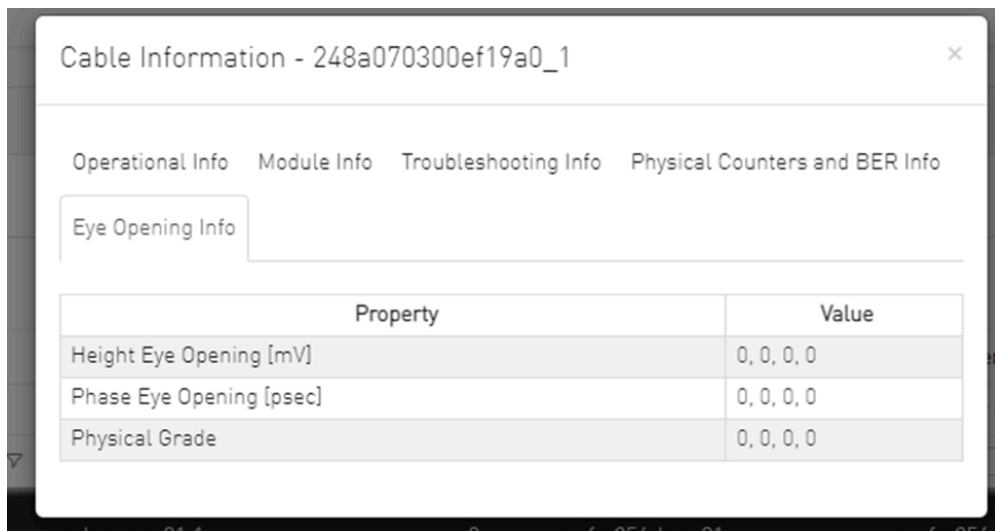 Cable Information - 248a070300ef19a0_1 ×
Operational Info Module Info Troubleshooting Info Physical Counters and BER Info
Eye Opening Info
Property Value
Height Eye Opening [mV] 0, 0, 0, 0
Phase Eye Opening [psec] 0, 0, 0, 0
Physical Grade 0, 0, 0, 0